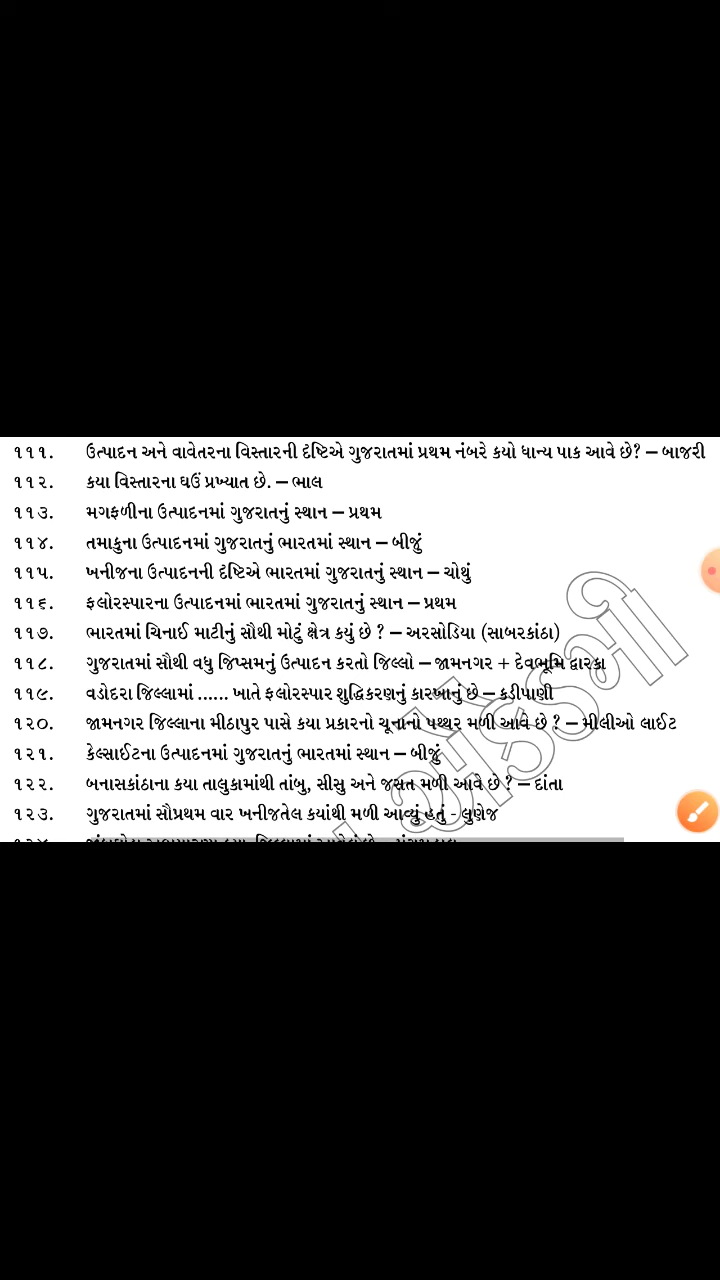 ૧૧૧. ઉત્પાદન અને વાવેતરના વિસ્તારની દૃષ્ટિએ ગુજરાતમાં પ્રથમ નંબરે કયો ધાન્ય પાક આવે છે? – બાજરી
૧૧૨. કયા વિસ્તારના ઘઉં પ્રખ્યાત છે. – ભાલ
૧૧૩. મગફળીના ઉત્પાદનમાં ગુજરાતનું સ્થાન – પ્રથમ
૧૧૪. તમાકુના ઉત્પાદનમાં ગુજરાતનું ભારતમાં સ્થાન – બીજું
૧૧૫. ખનીજના ઉત્પાદનની દૃષ્ટિએ ભારતમાં ગુજરાતનું સ્થાન – ચોથું
૧૧૬. ફલોરસ્પારના ઉત્પાદનમાં ભારતમાં ગુજરાતનું સ્થાન – પ્રથમ
૧૧૭. ભારતમાં ચિનાઈ માટીનું સૌથી મોટું ક્ષેત્ર કયું છે ? – અરસોડિયા (સાબરકાંઠા)
૧૧૮. ગુજરાતમાં સૌથી વધુ જિપ્સમનું ઉત્પાદન કરતો જિલ્લો – જામનગર + દેવભૂમિ દ્વારકા
૧૧૯. વડોદરા જિલ્લામાં ...... ખાતે ફલોરસ્પાર શુદ્ધિકરણનું કારખાનું છે – કડીપાણી
૧૨૦. જામનગર જિલ્લાના મીઠાપુર પાસે કયા પ્રકારનો ચૂનાનો પથ્થર મળી આવે છે ? – મીલીઓ લાઈટ
૧૨૧. કેલ્સાઈટના ઉત્પાદનમાં ગુજરાતનું ભારતમાં સ્થાન – બીજું
૧૨૨. બનાસકાંઠાના કયા તાલુકામાંથી તાંબુ, સીસુ અને જસત મળી આવે છે ? – દાંતા
૧૨૩. ગુજરાતમાં સૌપ્રથમ વાર ખનીજતેલ કયાંથી મળી આવ્યું હતું - લુણેજ